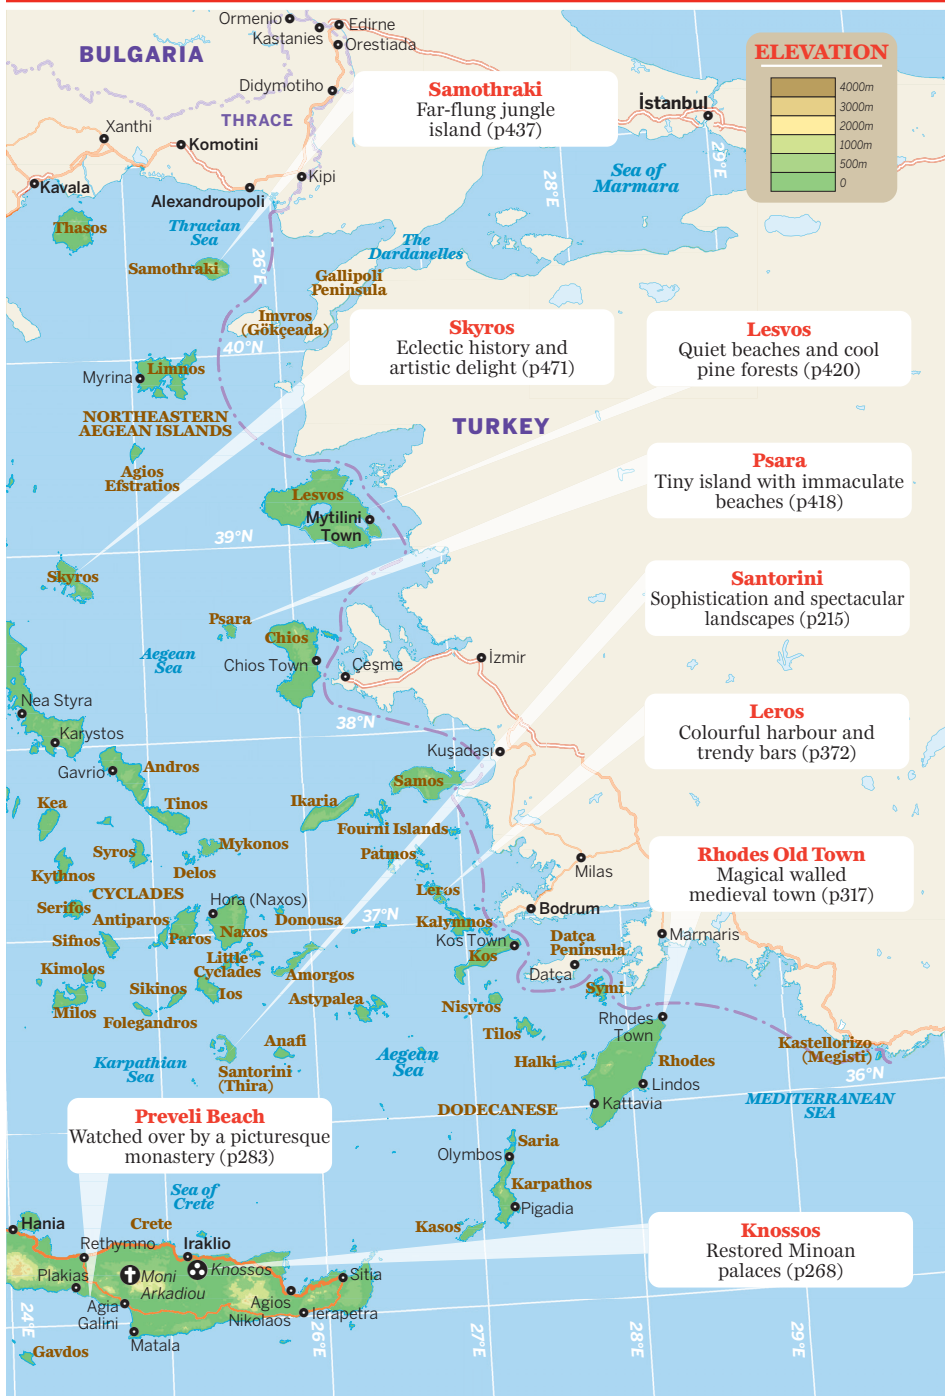 Ormenio
Edirne
Kastanies
Orestiada
BULGARIA
ELEVATION
4000m
3000m
2000m
1000m
500m
0
Didymotiho
Samothraki
Far-flung jungle
island (p437)
İstanbul
THRACE
Xanthi
Komotini
29°E
Sea of
Marmara
28°E
Kipi
Kavala
Alexandroupoli
Thasos
Thracian
Sea
The
Dardanelles
26°E
Samothraki
Gallipoli
Peninsula
Imvros
(Gökçeada)
Skyros
Eclectic history and
artistic delight (p471)
Lesvos
Quiet beaches and cool
pine forests (p420)
40°N
Limnos
Myrina
NORTHEASTERN
AEGEAN ISLANDS
TURKEY
Agios
Efstratios
Psara
Tiny island with immaculate
beaches (p418)
Lesvos
Mytilini
Town
39°N
Skyros
Santorini
Sophistication and spectacular
landscapes (p215)
Psara
Chios
Aegean
Sea
Chios Town
Çeşme
İzmir
Nea Styra
Leros
Colourful harbour and
trendy bars (p372)
38°N
Karystos
Kuşadası
Gavrio
Andros
Samos
Kea
Tinos
Ikaria
Fourni Islands
Mykonos
Syros
Patmos
Rhodes Old Town
Magical walled
medieval town (p317)
Kythnos
Delos
Milas
CYCLADES
Leros
Serifos
Hora (Naxos)
Antiparos
Donousa
37°N
Bodrum
Kalymnos
Sifnos
Paros
Naxos
Kos Town
Datça
Peninsula
Marmaris
Kos
Little
Cyclades
Kimolos
Amorgos
Datça
Sikinos
Ios
Symi
Milos
Astypalea
Nisyros
Folegandros
Rhodes
Town
Tilos
Anafi
Kastellorizo
(Megisti)
Karpathian
Sea
Aegean
Sea
Halki
Rhodes
Santorini
(Thira)
36°N
Lindos
Kattavia
MEDITERRANEAN
SEA
DODECANESE
Preveli Beach
Watched over by a picturesque
monastery (p283)
Saria
Olymbos
Karpathos
Sea of
Crete
Pigadia
Hania
Crete
Kasos
Knossos
Restored Minoan
palaces (p268)
Rethymno
Iraklio
Knossos
Plakias
Moni
Arkadiou
Sitia
Agia
Galini
Agios
Nikolaos
Ierapetra
24°E
Matala
26°E
27°E
28°E
29°E
Gavdos